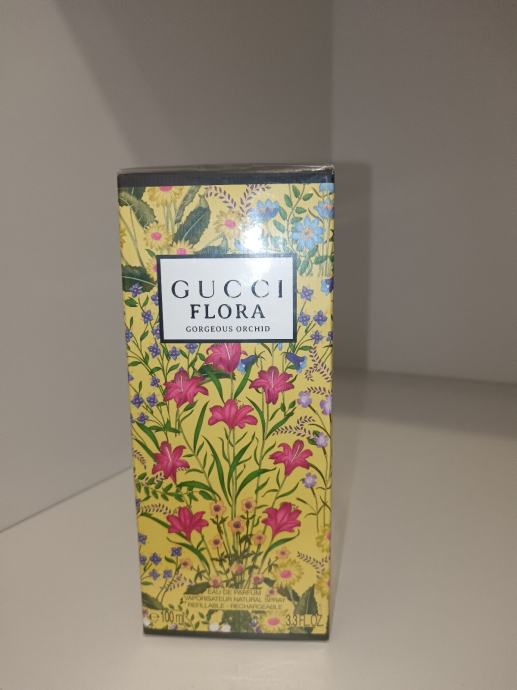 GUCCI
FLORA
GORGEOUS ORCHID
EAU DE PARFUM
VAPORISATEUR NATURAL SPRAY
REFILLABLE - RECHARGEABLE
℮ 100 ml 3.3 FL.OZ